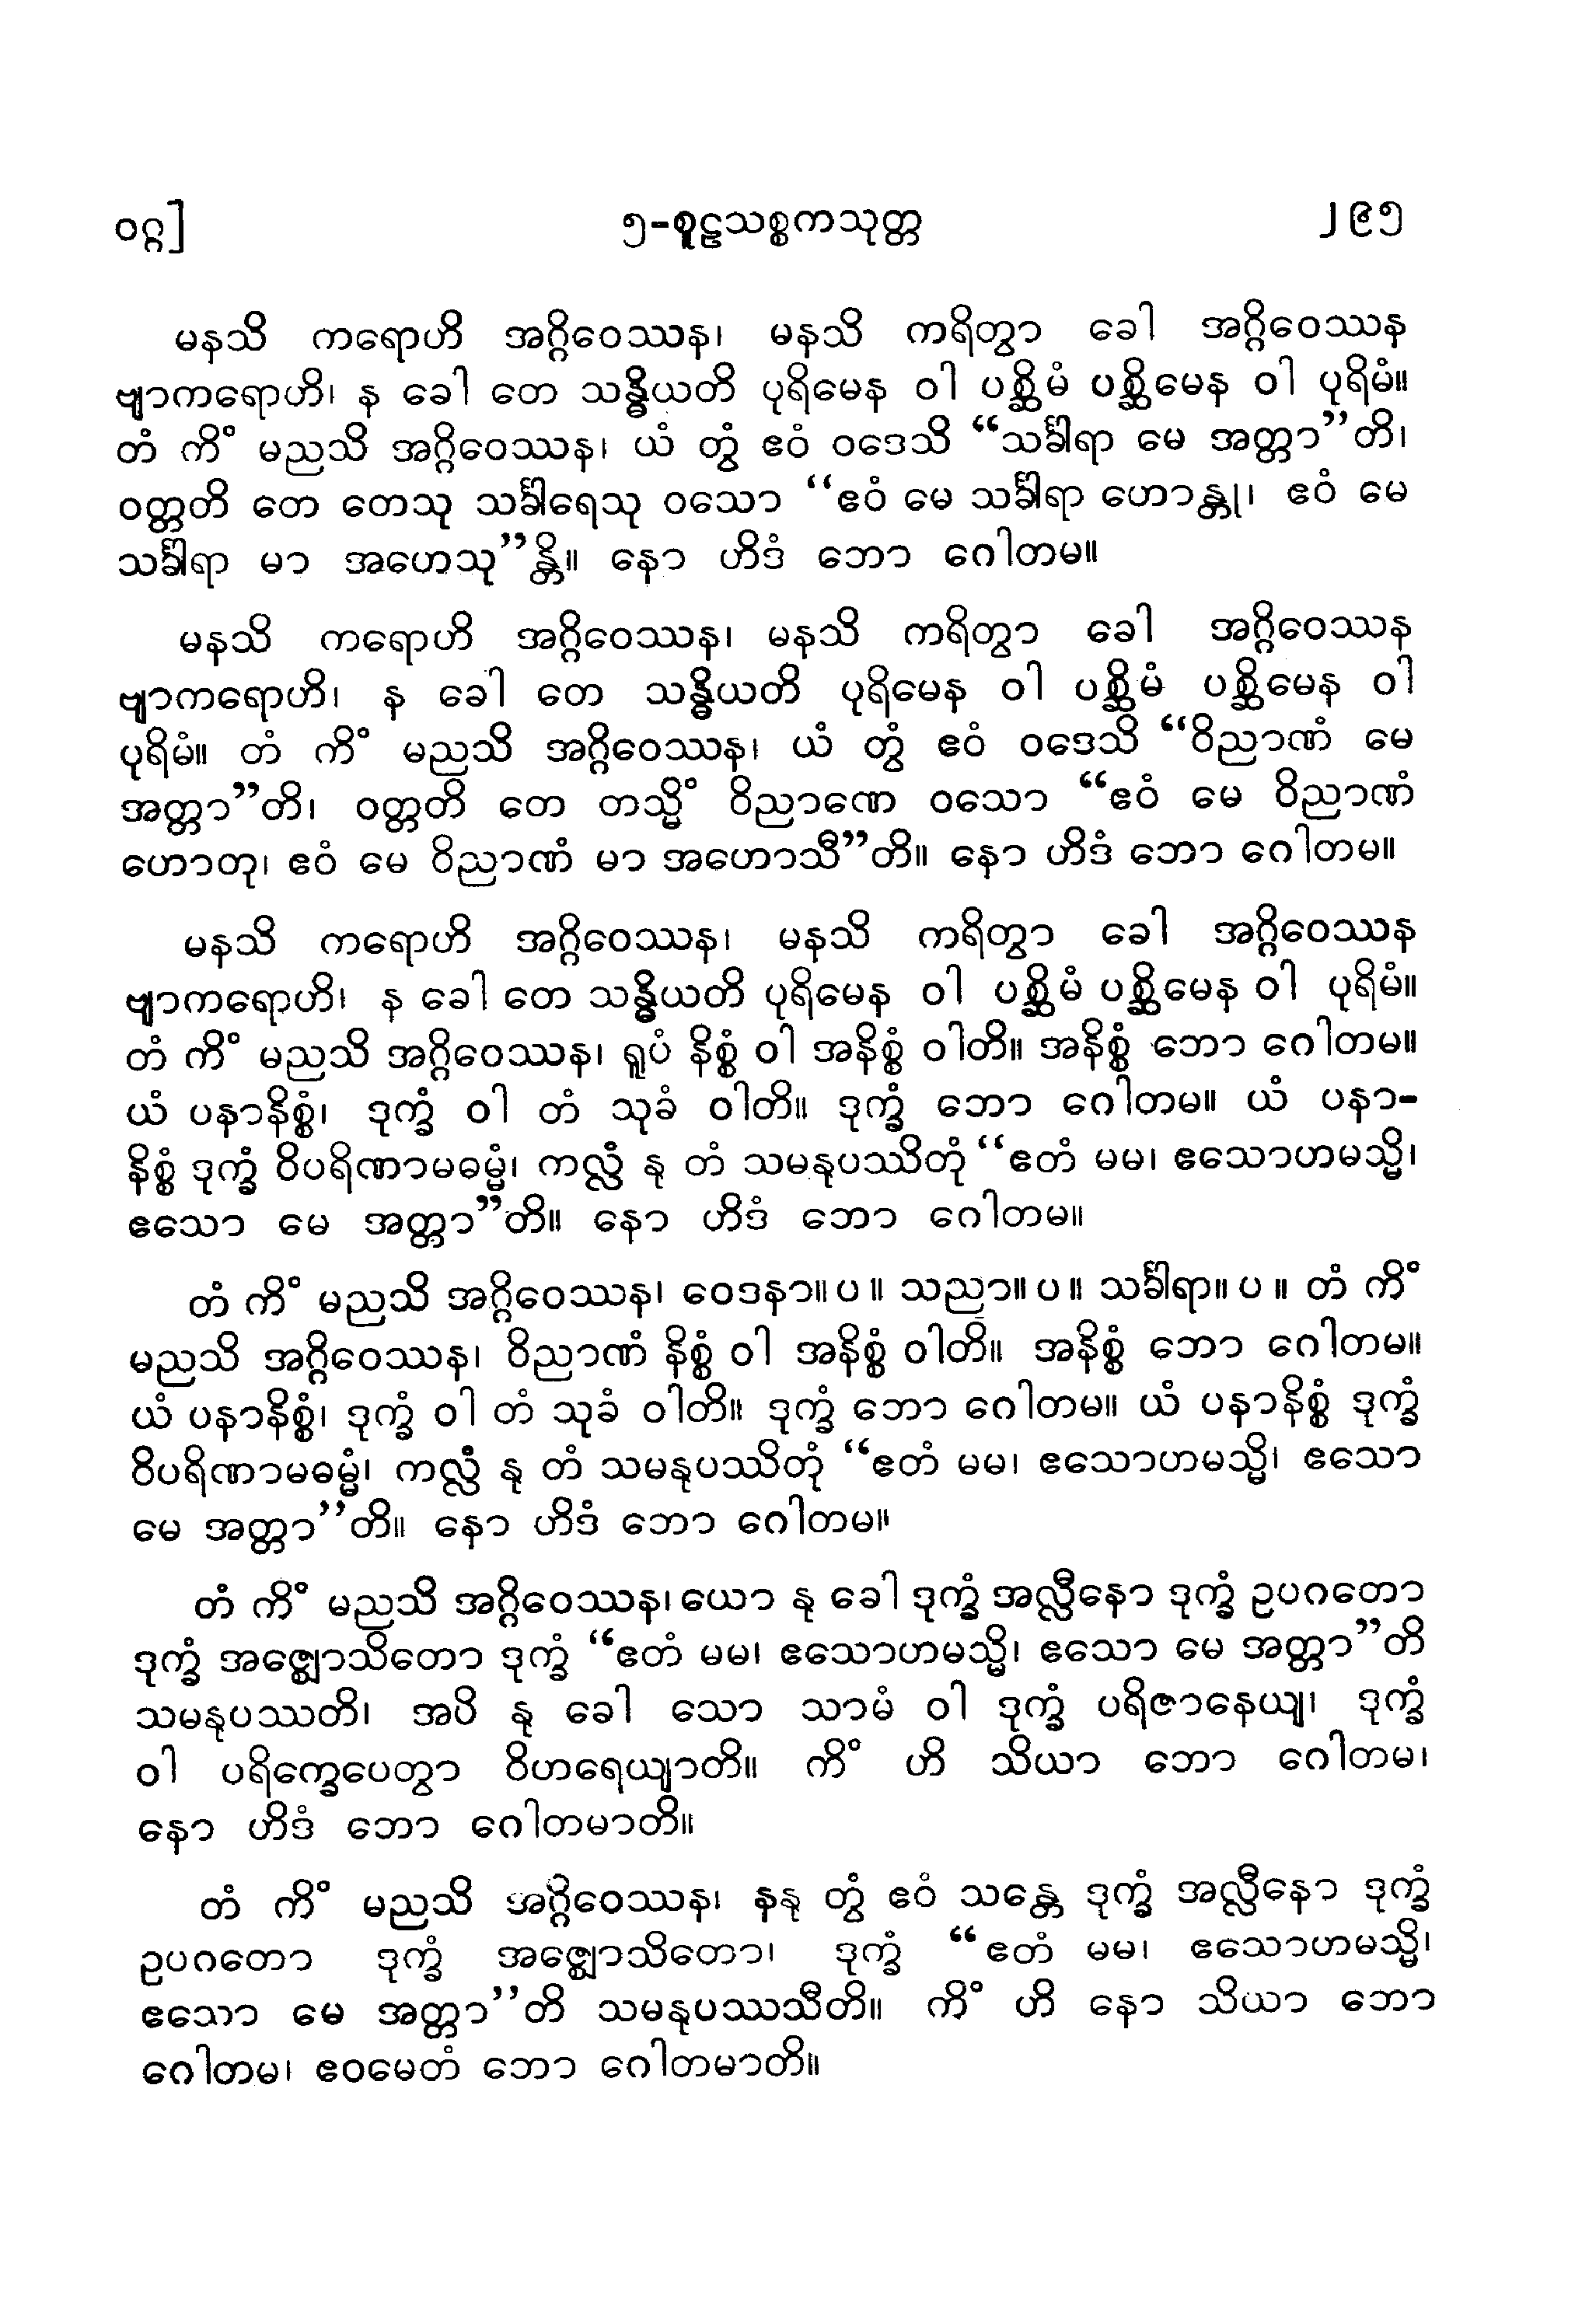 ဝဂ္ဂ]
၅-စူဠသစ္စကသုတ္တ
၂၉၅
မနသိ ကရောဟိ အဂ္ဂိဝေဿန၊ မနသိ ကရိတွာ ခေါ အဂ္ဂိဝေဿန
ဗျာကရောဟိ၊ န ခေါ တေ သန္ဓိယတိ ပုရိမေန ဝါ ပစ္ဆိမံ ပစ္ဆိမေန ဝါ ပုရိမံ။
တံ ကိံ မညသိ အဂ္ဂိဝေဿန၊ ယံ တွံ ဧဝံ ဝဒေသိ “သင်္ခါရာ မေ အတ္တာ”တိ၊
ဝတ္တတိ တေ တေသု သင်္ခါရေသု ဝသော “ဧဝံ မေ သင်္ခါရာ ဟောန္တု၊ ဧဝံ မေ
သင်္ခါရာ မာ အဟေသု”န္တိ။ နော ဟိဒံ ဘော ဂေါတမ။
မနသိ ကရောဟိ အဂ္ဂိဝေဿန၊ မနသိ ကရိတွာ ခေါ အဂ္ဂိဝေဿန
ဗျာကရောဟိ၊ န ခေါ တေ သန္ဓိယတိ ပုရိမေန ဝါ ပစ္ဆိမံ ပစ္ဆိမေန ဝါ
ပုရိမံ။ တံ ကိံ မညသိ အဂ္ဂိဝေဿန၊ ယံ တွံ ဧဝံ ဝဒေသိ “ဝိညာဏံ မေ
အတ္တာ”တိ၊ ဝတ္တတိ တေ တသ္မိံ ဝိညာဏေ ဝသော “ဧဝံ မေ ဝိညာဏံ
ဟောတု၊ ဧဝံ မေ ဝိညာဏံ မာ အဟောသီ”တိ။ နော ဟိဒံ ဘော ဂေါတမ။
မနသိ ကရောဟိ အဂ္ဂိဝေဿန၊ မနသိ ကရိတွာ ခေါ အဂ္ဂိဝေဿန
ဗျာကရောဟိ၊ န ခေါ တေ သန္ဓိယတိ ပုရိမေန ဝါ ပစ္ဆိမံ ပစ္ဆိမေန ဝါ ပုရိမံ။
တံ ကိံ မညသိ အဂ္ဂိဝေဿန၊ ရူပံ နိစ္စံ ဝါ အနိစ္စံ ဝါတိ။ အနိစ္စံ ဘော ဂေါတမ။
ယံ ပနာနိစ္စံ၊ ဒုက္ခံ ဝါ တံ သုခံ ဝါတိ။ ဒုက္ခံ ဘော ဂေါတမ။ ယံ ပနာ-
နိစ္စံ ဒုက္ခံ ဝိပရိဏာမဓမ္မံ၊ ကလ္လံ နု တံ သမနုပဿိတုံ “ဧတံ မမ၊ ဧသောဟမသ္မိ၊
ဧသော မေ အတ္တာ”တိ။ နော ဟိဒံ ဘော ဂေါတမ။
တံ ကိံ မညသိ အဂ္ဂိဝေဿန၊ ဝေဒနာ။ပ။ သညာ။ပ။ သင်္ခါရာ။ပ။ တံ ကိံ
မညသိ အဂ္ဂိဝေဿန၊ ဝိညာဏံ နိစ္စံ ဝါ အနိစ္စံ ဝါတိ။ အနိစ္စံ ဘော ဂေါတမ။
ယံ ပနာနိစ္စံ၊ ဒုက္ခံ ဝါ တံ သုခံ ဝါတိ။ ဒုက္ခံ ဘော ဂေါတမ။ ယံ ပနာနိစ္စံ ဒုက္ခံ
ဝိပရိဏာမဓမ္မံ၊ ကလ္လံ နု တံ သမနုပဿိတုံ “ဧတံ မမ၊ ဧသောဟမသ္မိ၊ ဧသော
မေ အတ္တာ”တိ။ နော ဟိဒံ ဘော ဂေါတမ။
တံ ကိံ မညသိ အဂ္ဂိဝေဿန၊ ယော နု ခေါ ဒုက္ခံ အလ္လီနော ဒုက္ခံ ဥပဂတော
ဒုက္ခံ အဇ္ဈောသိတော ဒုက္ခံ “ဧတံ မမ၊ ဧသောဟမသ္မိ၊ ဧသော မေ အတ္တာ”တိ
သမနုပဿတိ၊ အပိ နု ခေါ သော သာမံ ဝါ ဒုက္ခံ ပရိဇာနေယျ၊ ဒုက္ခံ
ဝါ ပရိက္ခေပေတွာ ဝိဟရေယျာတိ။ ကိံ ဟိ သိယာ ဘော ဂေါတမ၊
နော ဟိဒံ ဘော ဂေါတမာတိ။
တံ ကိံ မညသိ အဂ္ဂိဝေဿန၊ နနု တွံ ဧဝံ သန္တေ ဒုက္ခံ အလ္လီနော ဒုက္ခံ
ဥပဂတော ဒုက္ခံ အဇ္ဈောသိတော၊ ဒုက္ခံ “ဧတံ မမ၊ ဧသောဟမသ္မိ၊
ဧသော မေ အတ္တာ”တိ သမနုပဿသီတိ။ ကိံ ဟိ နော သိယာ ဘော
ဂေါတမ၊ ဧဝမေတံ ဘော ဂေါတမာတိ။